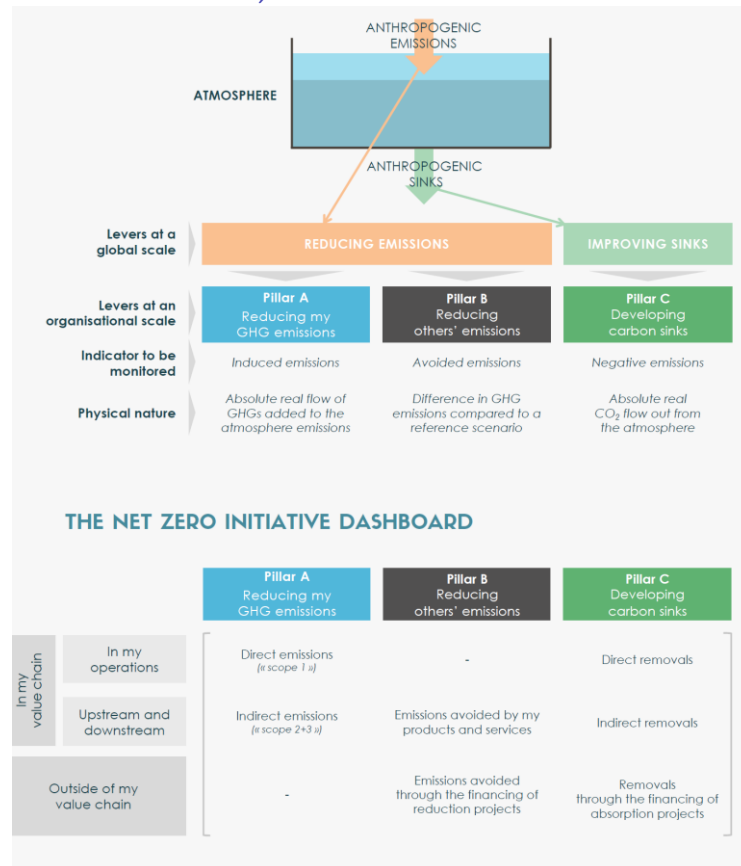 ANTHROPOGENIC
EMISSIONS
ATMOSPHERE
ANTHROPOGENIC
SINKS
Levers at a
global scale
REDUCING EMISSIONS
IMPROVING SINKS
Levers at an
organisational scale
Pillar A
Reducing my
GHG emissions
Pillar B
Reducing
others' emissions
Pillar C
Developing
carbon sinks
Indicator to be
monitored
Induced emissions
Avoided emissions
Negative emissions
Physical nature
Absolute real flow of
GHGs added to the
atmosphere emissions
Difference in GHG
emissions compared to a
reference scenario
Absolute real
CO₂ flow out from
the atmosphere
THE NET ZERO INITIATIVE DASHBOARD
Pillar A
Reducing my
GHG emissions
Pillar B
Reducing
others' emissions
Pillar C
Developing
carbon sinks
In my
value chain
In my
operations
Direct emissions
(« scope 1 »)
-
Direct removals
Upstream and
downstream
Indirect emissions
(« scope 2+3 »)
Emissions avoided by my
products and services
Indirect removals
Outside of my
value chain
-
Emissions avoided
through the financing of
reduction projects
Removals
through the financing of
absorption projects